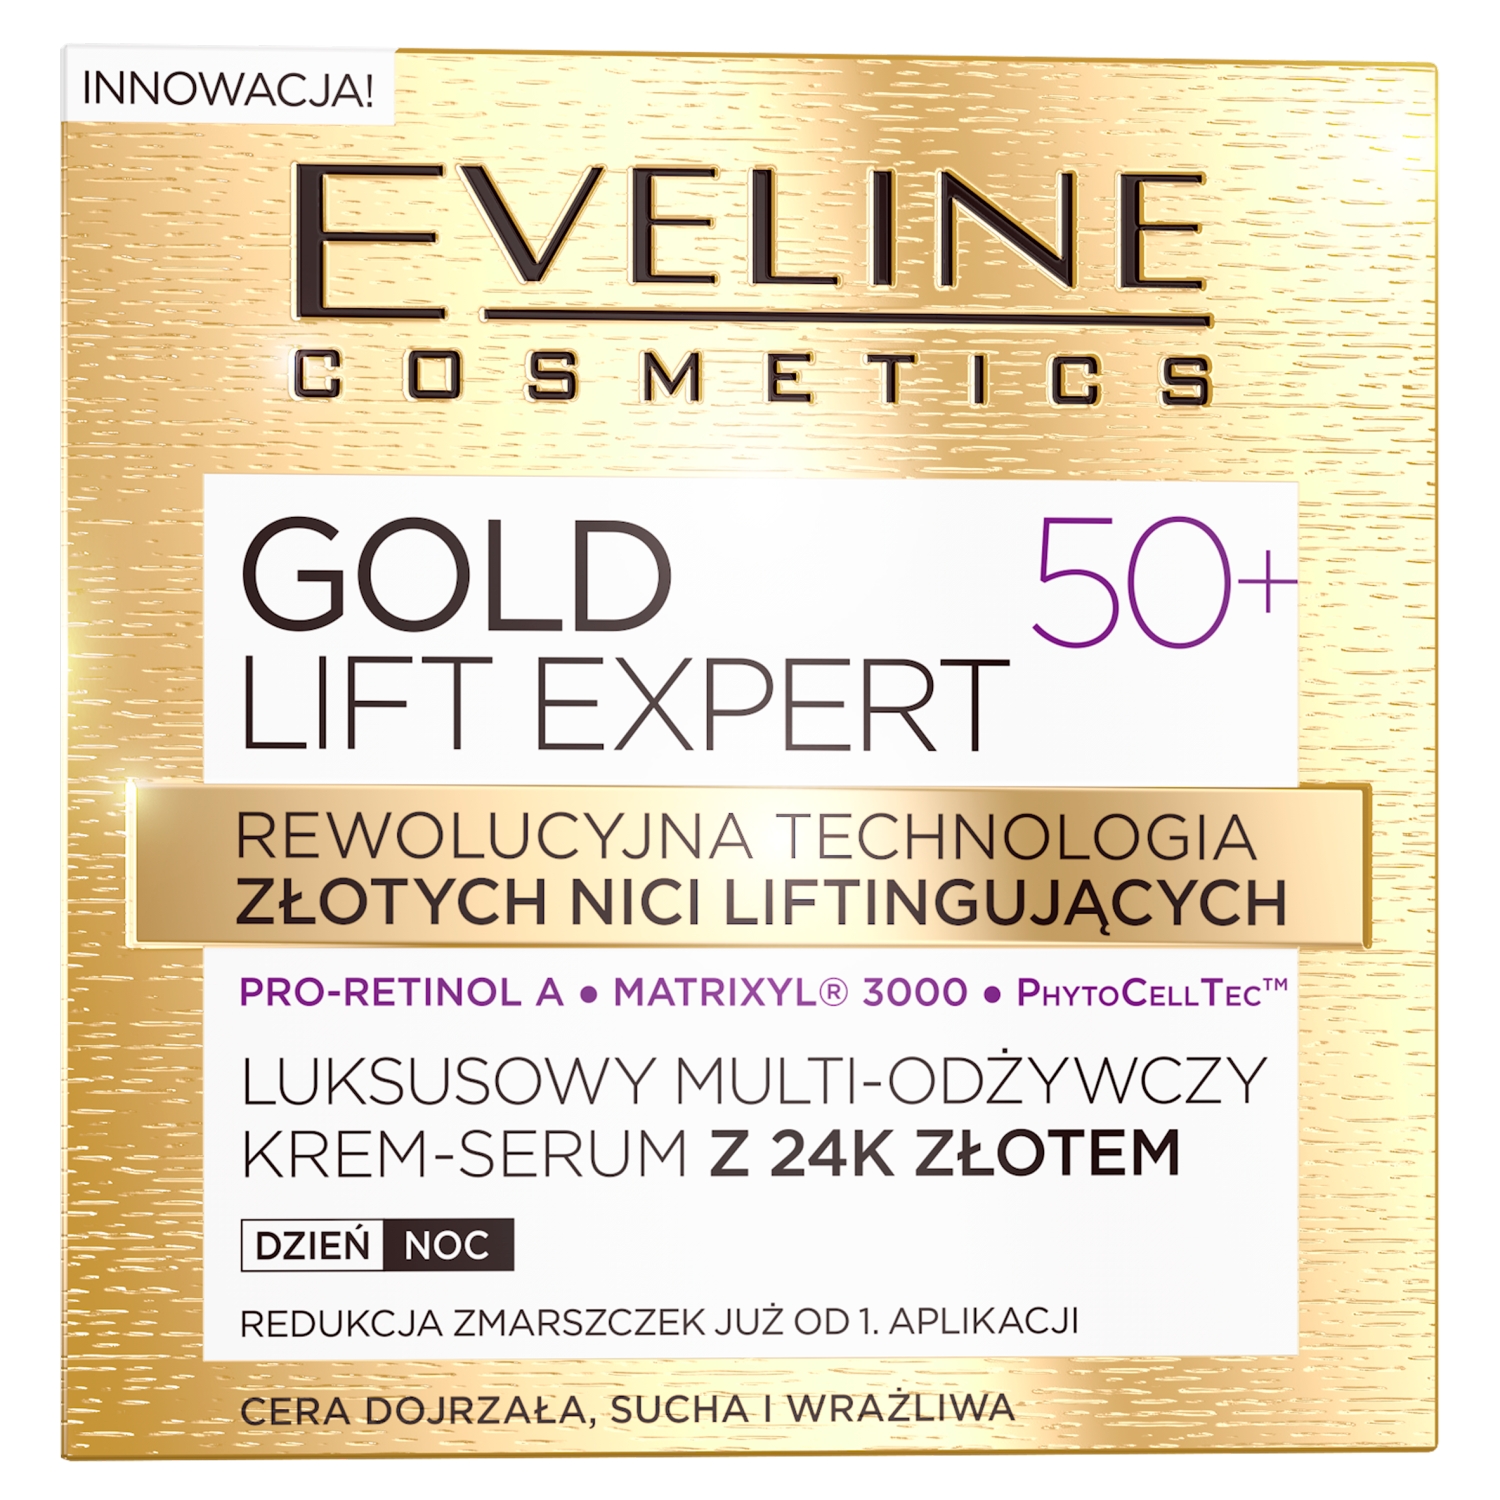 INNOWACJA!
EVELINE
COSMETICS
GOLD 50+
LIFT EXPERT
REWOLUCYJNA TECHNOLOGIA
ZŁOTYCH NICI LIFTINGUJĄCYCH
PRO-RETINOL A • MATRIXYL® 3000 • PHYTOCELLTEC™
LUKSUSOWY MULTI-ODŻYWCZY
KREM-SERUM Z 24K ZŁOTEM
DZIEŃ NOC
REDUKCJA ZMARSZCZEK JUŻ OD 1. APLIKACJI
CERA DOJRZAŁA, SUCHA I WRAŻLIWA